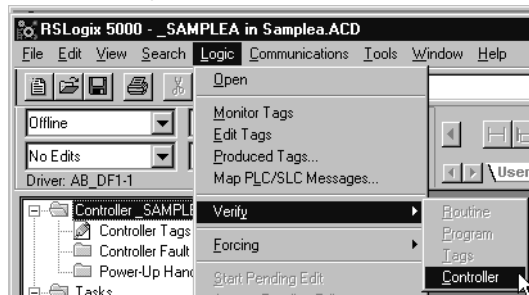 RSLogix 5000 - _SAMPLEA in Samplea.ACD
File Edit View Search Logic Communications Tools Window Help
Open
Offline
Monitor Tags
Edit Tags
No Edits
Produced Tags...
Driver: AB_DF1-1
Map PLC/SLC Messages...
Controller _SAMPLE
Verify
Routine
Controller Tags
Program
Controller Fault
Forcing
Tags
Power-Up Hand
Controller
Tasks
Start Pending Edit